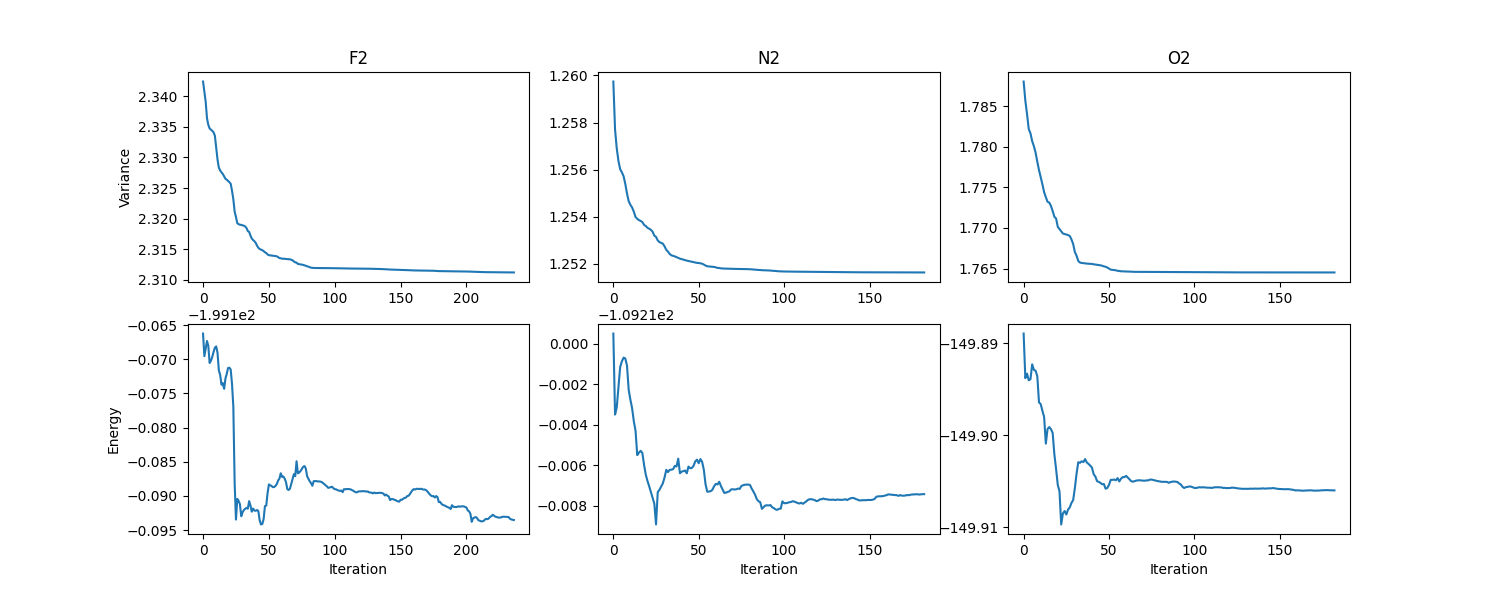 F2 N2 O2
2.340 1.260 1.785
2.335 1.258 1.780
2.330 1.256 1.775
2.325 1.254 1.770
2.320 1.252 1.765
2.315
2.310
Variance
0 50 100 150 200 0 50 100 150 0 50 100 150
−1.991e2 −1.0921e2
−0.065 0.000 −149.89
−0.070 −0.002 −149.90
−0.075 −0.004 −149.91
−0.080 −0.006
−0.085 −0.008
−0.090
−0.095
Energy
0 50 100 150 200 0 50 100 150 0 50 100 150
Iteration Iteration Iteration